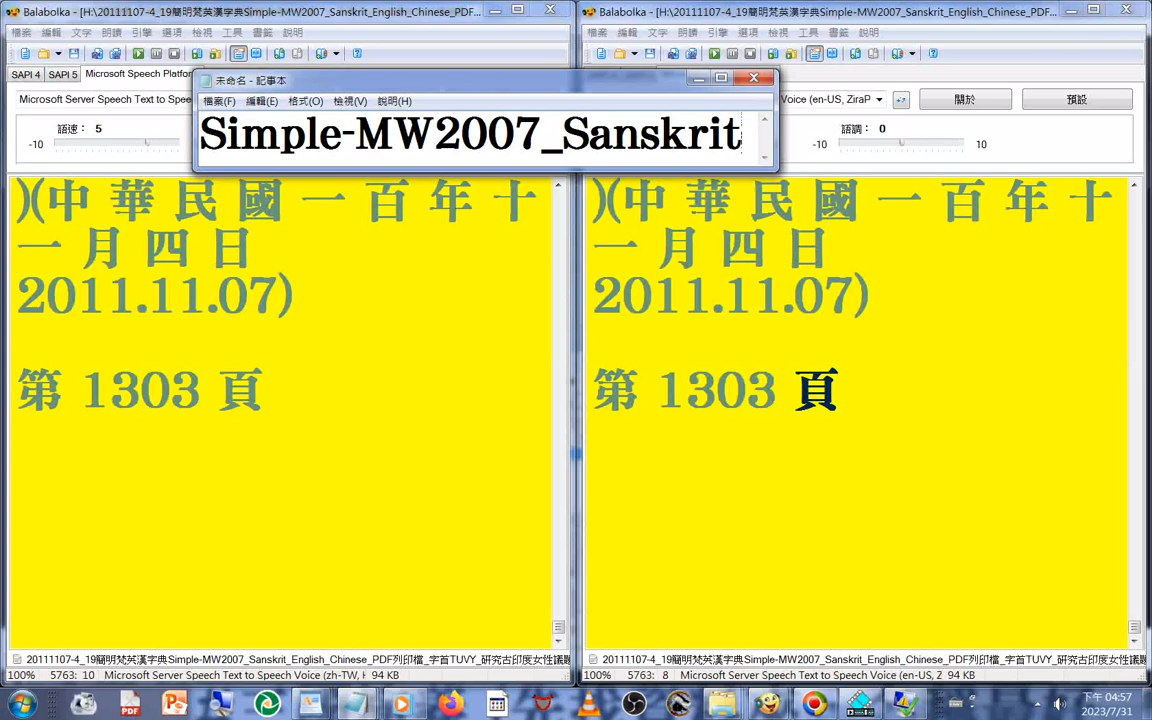 Balabolka - [H:\20111107-4_19簡明梵英漢字典Simple-MW2007_Sanskrit_English_Chinese_PDF...
檔案 編輯 文字 朗讀 引擎 選項 檢視 工具 書籤 說明
SAPI 4 SAPI 5 Microsoft Speech Platfor
Microsoft Server Speech Text to Spee
語速： 5
-10
Balabolka - [H:\20111107-4_19簡明梵英漢字典Simple-MW2007_Sanskrit_English_Chinese_PDF...
檔案 編輯 文字 朗讀 引擎 選項 檢視 工具 書籤 說明
Voice (en-US, ZiraP
關於
預設
語調： 0
-10
10
未命名 - 記事本
檔案(F) 編輯(E) 格式(O) 檢視(V) 說明(H)
Simple-MW2007_Sanskrit
)(中 華 民 國 一 百 年 十
一 月 四 日
2011.11.07)
第 1303 頁
)(中 華 民 國 一 百 年 十
一 月 四 日
2011.11.07)
第 1303 頁
20111107-4_19簡明梵英漢字典Simple-MW2007_Sanskrit_English_Chinese_PDF列印檔_字首TUVY_研究古印度女性議題
100% 5763: 10 Microsoft Server Speech Text to Speech Voice (zh-TW, 94 KB
20111107-4_19簡明梵英漢字典Simple-MW2007_Sanskrit_English_Chinese_PDF列印檔_字首TUVY_研究古印度女性議題
100% 5763: 8 Microsoft Server Speech Text to Speech Voice (en-US, Z 94 KB
下午 04:57
2023/7/31